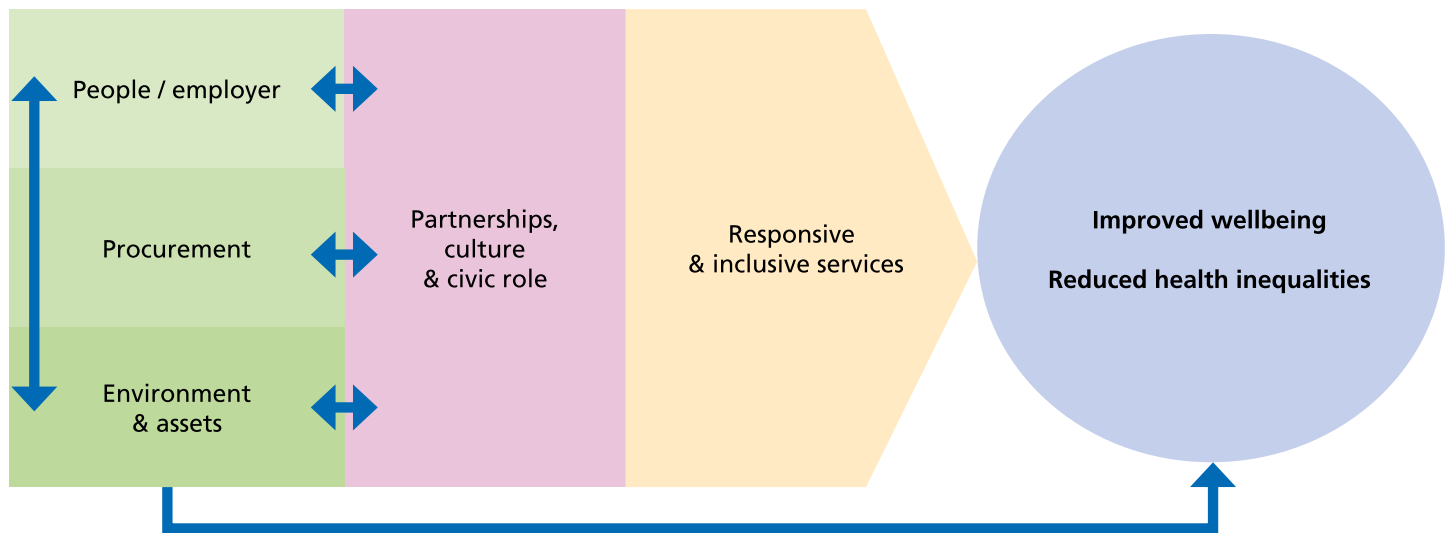 People / employer
Procurement
Environment
& assets
Partnerships,
culture
& civic role
Responsive
& inclusive services
Improved wellbeing
Reduced health inequalities